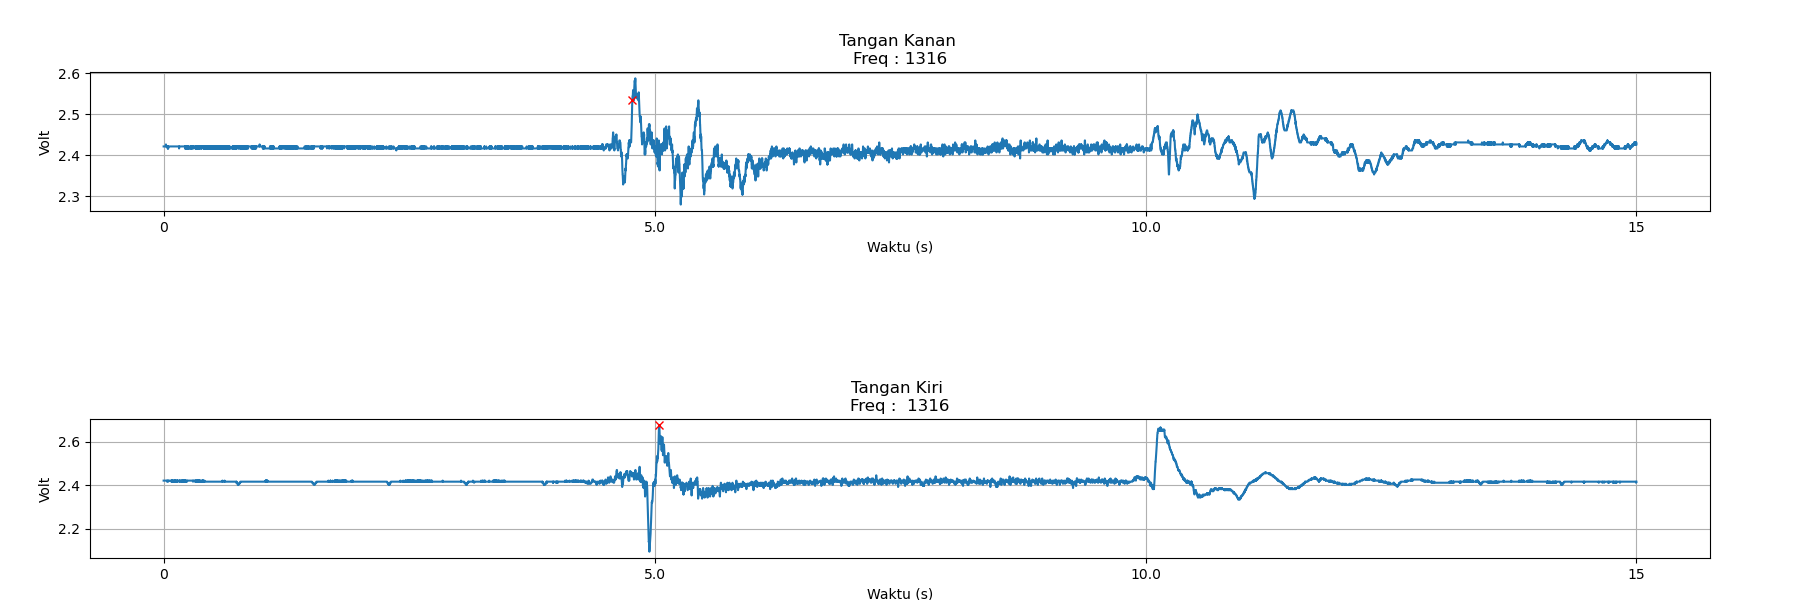 Tangan Kanan
Freq : 1316
2.6
2.5
2.4
2.3
Volt
0
5.0
10.0
15
Waktu (s)
Tangan Kiri
Freq :  1316
2.6
2.4
2.2
Volt
0
5.0
10.0
15
Waktu (s)